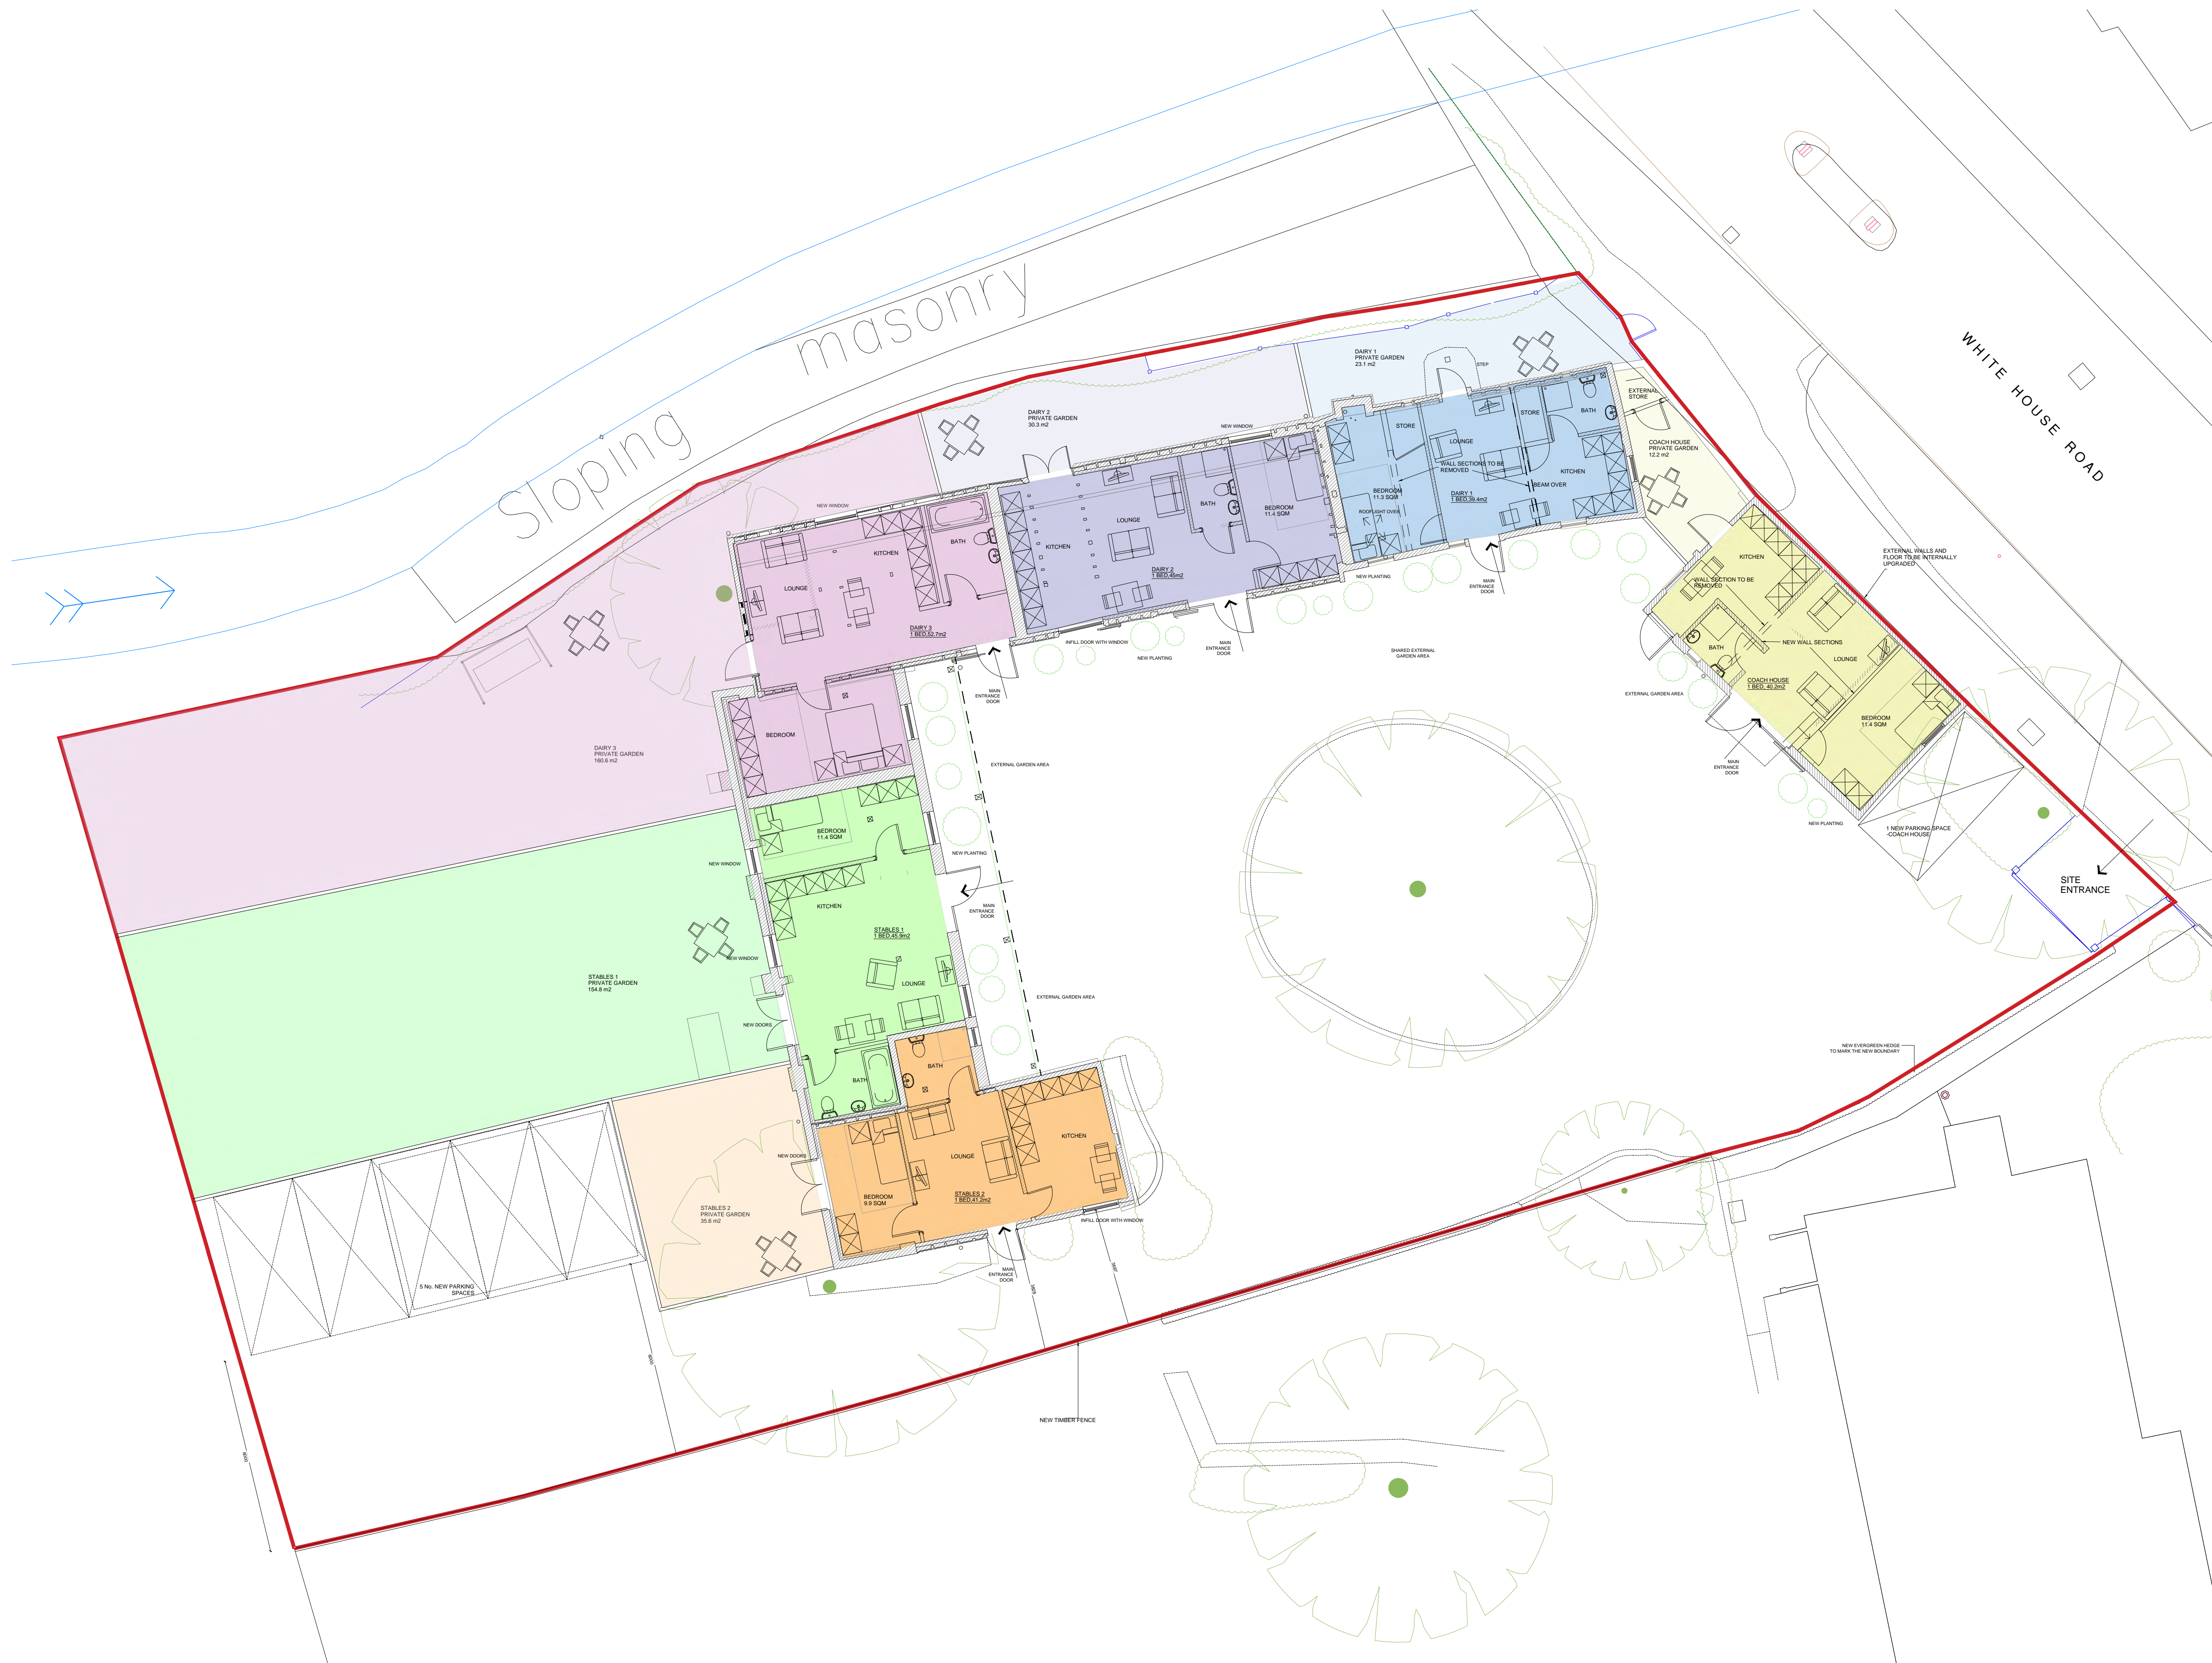 Sloping
masonry
WHITE HOUSE ROAD
DAIRY 1
PRIVATE GARDEN
23.1 m2
STEP
DAIRY 2
PRIVATE GARDEN
30.3 m2
NEW WINDOW
EXTERNAL
STORE
COACH HOUSE
PRIVATE GARDEN
12.2 m2
STORE
LOUNGE
STORE
BATH
WALL SECTIONS TO BE
REMOVED
KITCHEN
BEAM OVER
BEDROOM
11.3 SQM
DAIRY 1
1 BED,39.4m2
ROOFLIGHT OVER
NEW WINDOW
LOUNGE
KITCHEN
BATH
DAIRY 3
1 BED,52.7m2
BEDROOM
KITCHEN
LOUNGE
BATH
BEDROOM
11.4 SQM
DAIRY 2
1 BED,45m2
INFILL DOOR WITH WINDOW
NEW PLANTING
MAIN
ENTRANCE
DOOR
NEW PLANTING
MAIN
ENTRANCE
DOOR
MAIN
ENTRANCE
DOOR
SHARED EXTERNAL
GARDEN AREA
KITCHEN
WALL SECTION TO BE
REMOVED
NEW WALL SECTIONS
BATH
LOUNGE
COACH HOUSE
1 BED, 40.2m2
BEDROOM
11.4 SQM
EXTERNAL WALLS AND
FLOOR TO BE INTERNALLY
UPGRADED
EXTERNAL GARDEN AREA
MAIN
ENTRANCE
DOOR
NEW PLANTING
1 NEW PARKING SPACE
-COACH HOUSE
SITE
ENTRANCE
DAIRY 3
PRIVATE GARDEN
160.6 m2
EXTERNAL GARDEN AREA
NEW WINDOW
BEDROOM
11.4 SQM
NEW PLANTING
KITCHEN
MAIN
ENTRANCE
DOOR
STABLES 1
1 BED,45.9m2
NEW WINDOW
LOUNGE
STABLES 1
PRIVATE GARDEN
154.8 m2
EXTERNAL GARDEN AREA
NEW DOORS
BATH
BATH
NEW EVERGREEN HEDGE
TO MARK THE NEW BOUNDARY
NEW DOORS
LOUNGE
KITCHEN
BEDROOM
9.9 SQM
STABLES 2
1 BED,41.2m2
STABLES 2
PRIVATE GARDEN
35.6 m2
INFILL DOOR WITH WINDOW
MAIN
ENTRANCE
DOOR
5 No. NEW PARKING
SPACES
6000
6000
NEW TIMBER FENCE